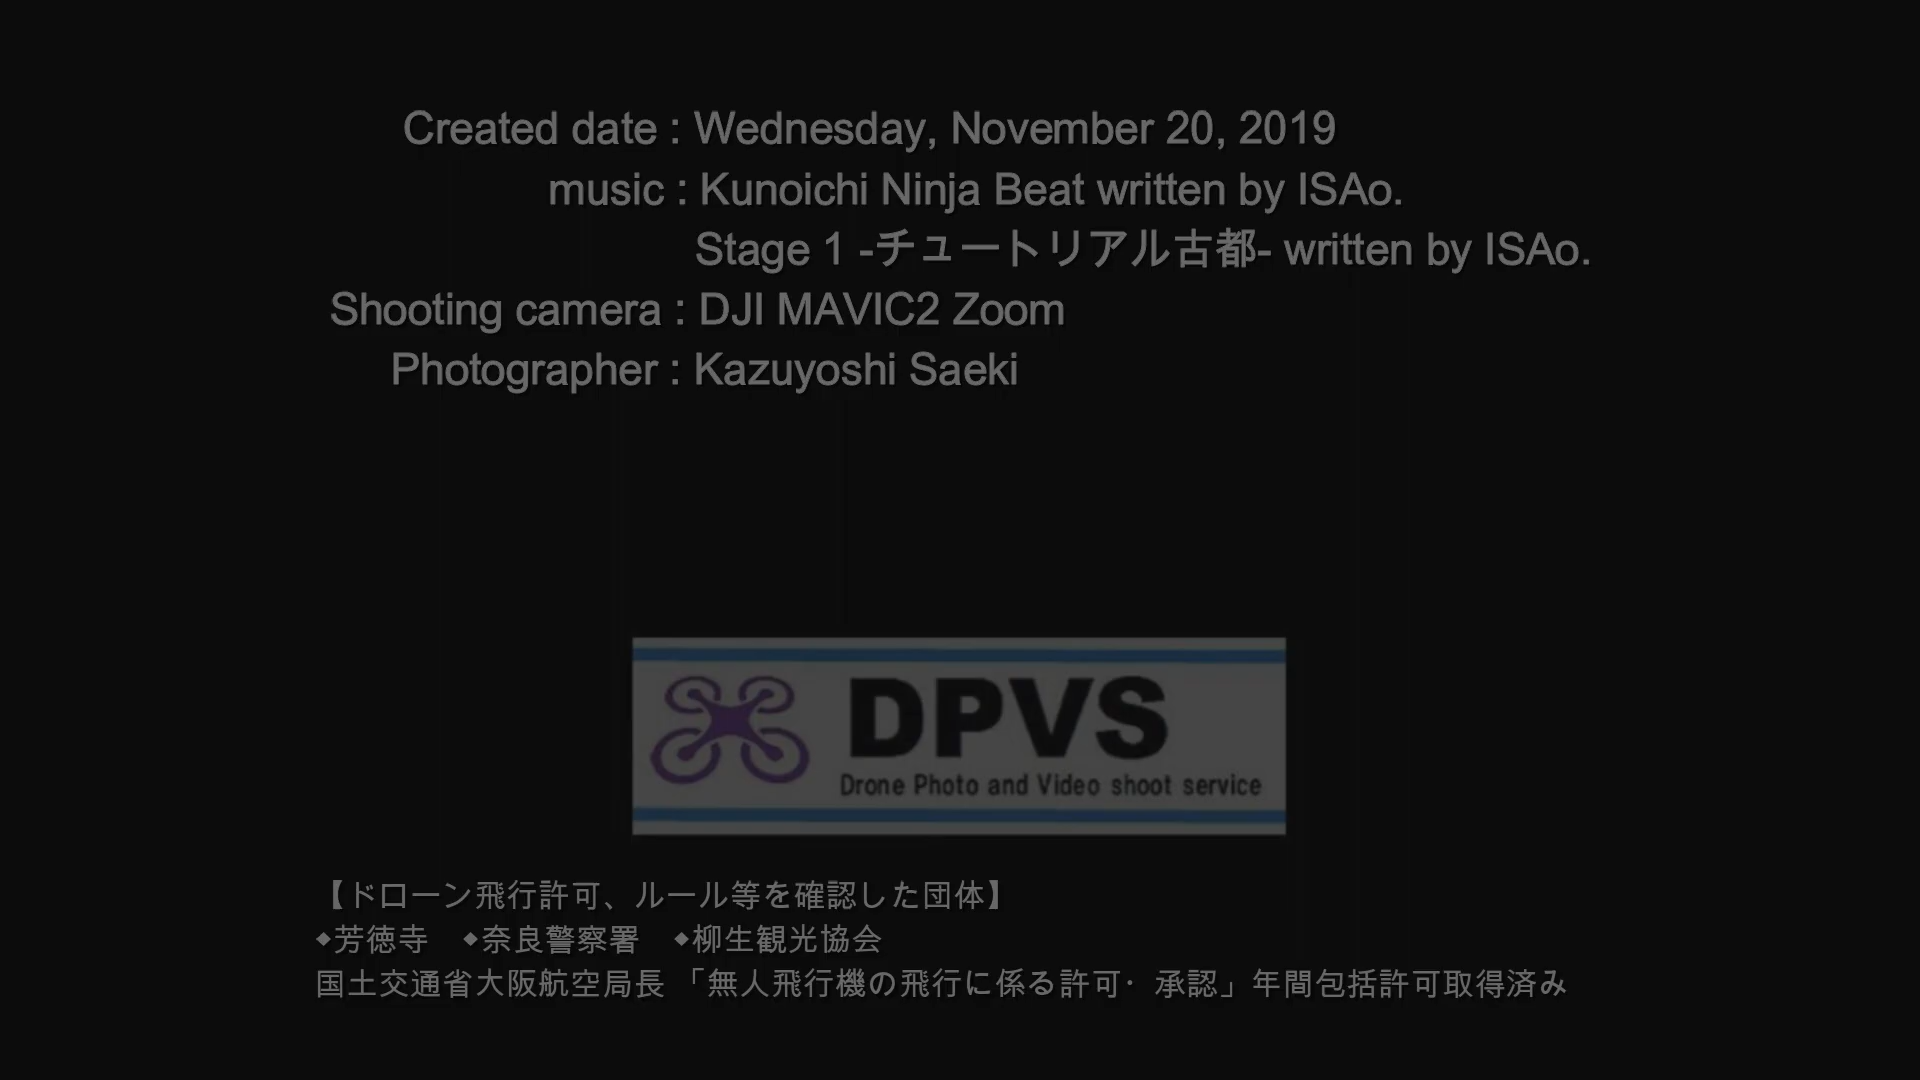 Created date : Wednesday, November 20, 2019
music : Kunoichi Ninja Beat written by ISAo.
Stage 1 -チュートリアル古都- written by ISAo.
Shooting camera : DJI MAVIC2 Zoom
Photographer : Kazuyoshi Saeki
DPVS
Drone Photo and Video shoot service
【ドローン飛行許可、ルール等を確認した団体】
◆芳徳寺　◆奈良警察署　◆柳生観光協会
国土交通省大阪航空局長 「無人飛行機の飛行に係る許可・承認」年間包括許可取得済み